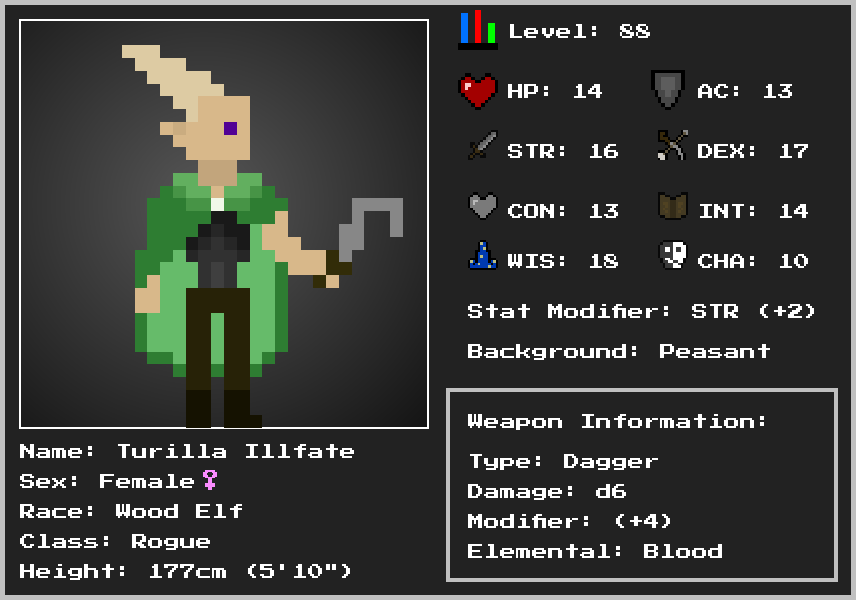 Level: 88
HP: 14
AC: 13
STR: 16
DEX: 17
CON: 13
INT: 14
WIS: 18
CHA: 10
Stat Modifier: STR (+2)
Background: Peasant
Weapon Information:
Type: Dagger
Damage: d6
Modifier: (+4)
Elemental: Blood
Name: Turilla Illfate
Sex: Female♀
Race: Wood Elf
Class: Rogue
Height: 177cm (5'10")